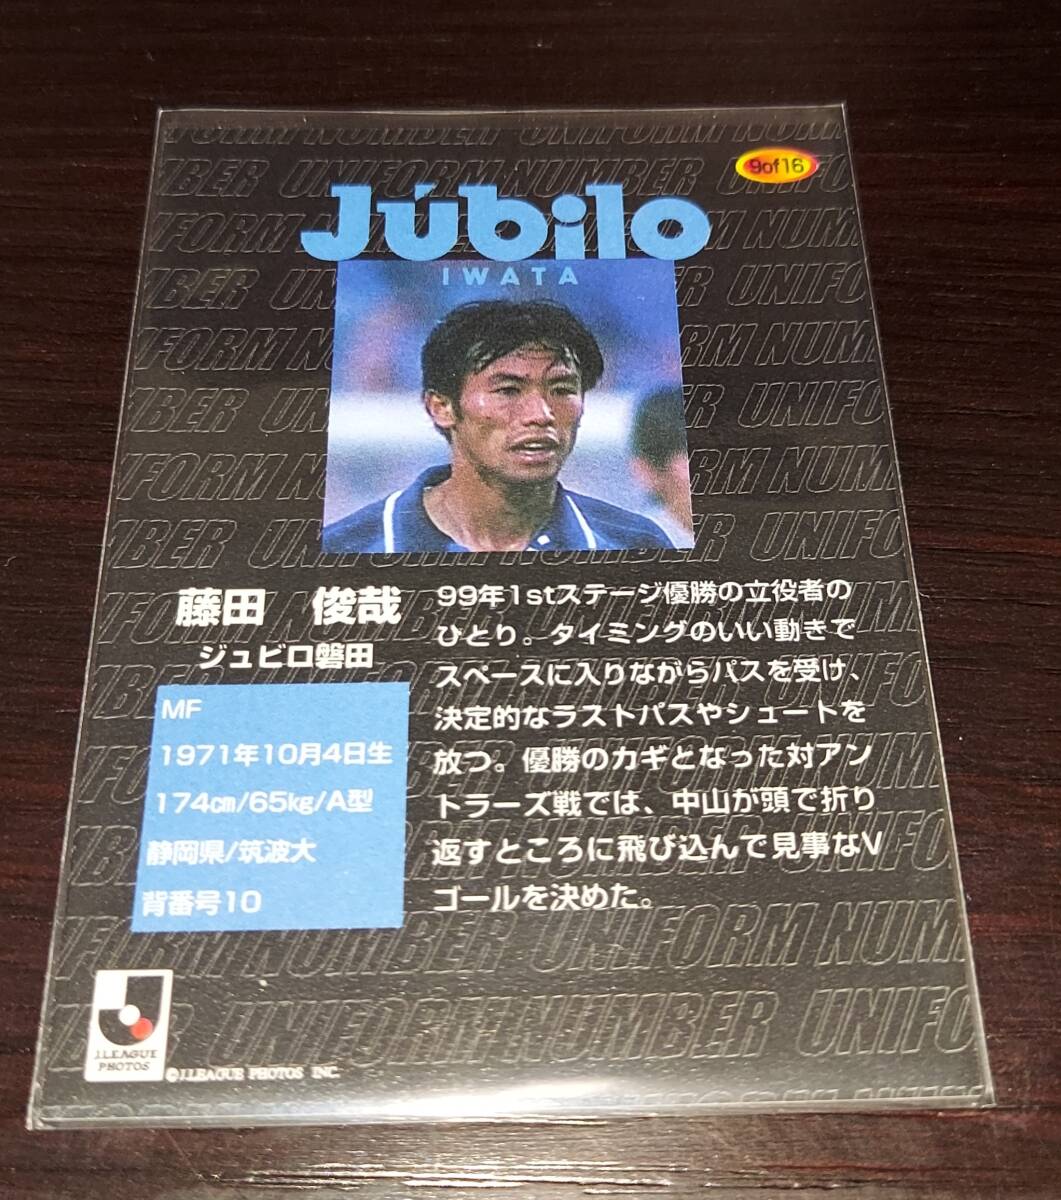 9of16
Júbilo
IWATA
藤田 俊哉
ジュビロ磐田
MF
1971年10月4日生
174cm/65kg/A型
静岡県/筑波大
背番号10
99年1stステージ優勝の立役者の
ひとり。タイミングのいい動きで
スペースに入りながらパスを受け、
決定的なラストパスやシュートを
放つ。優勝のカギとなった対アン
トラーズ戦では、中山が頭で折り
返すところに飛び込んで見事なV
ゴールを決めた。
J.LEAGUE
PHOTOS
©J.LEAGUE PHOTOS INC.
UNIFORM NUMBER